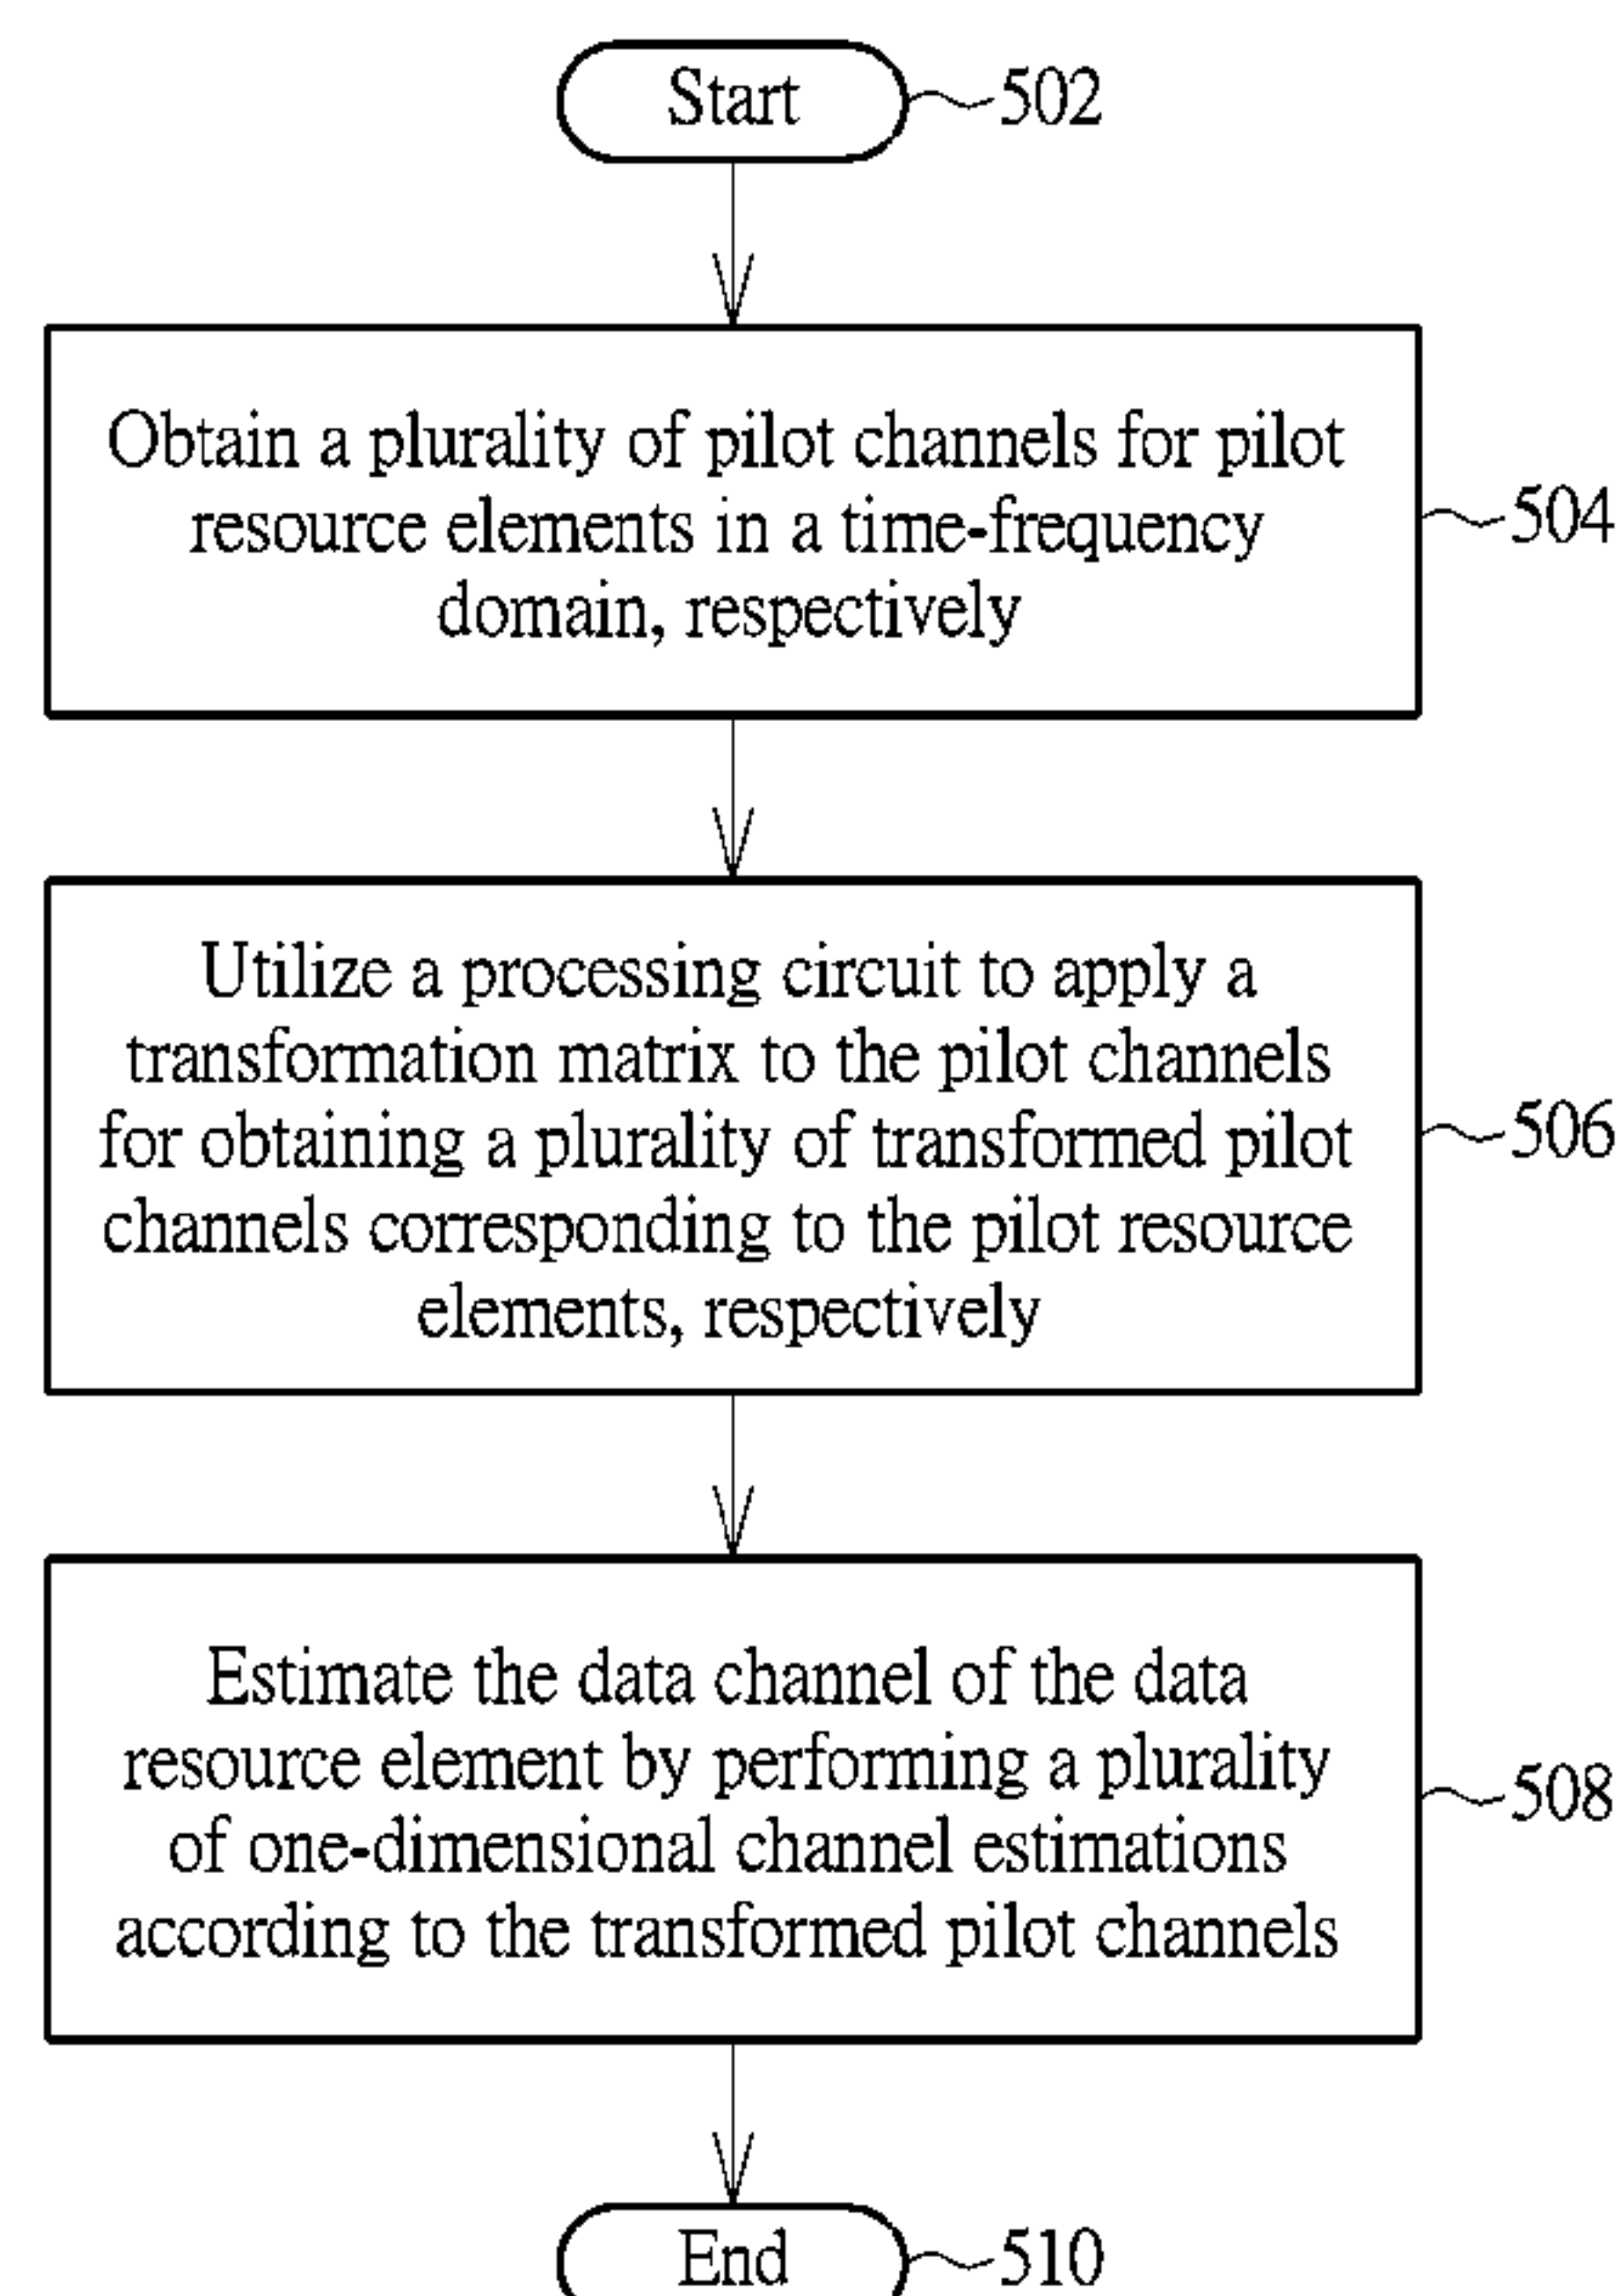 Start
502
Obtain a plurality of pilot channels for pilot
resource elements in a time-frequency
domain, respectively
504
Utilize a processing circuit to apply a
transformation matrix to the pilot channels
for obtaining a plurality of transformed pilot
channels corresponding to the pilot resource
elements, respectively
506
Estimate the data channel of the data
resource element by performing a plurality
of one-dimensional channel estimations
according to the transformed pilot channels
508
End
510